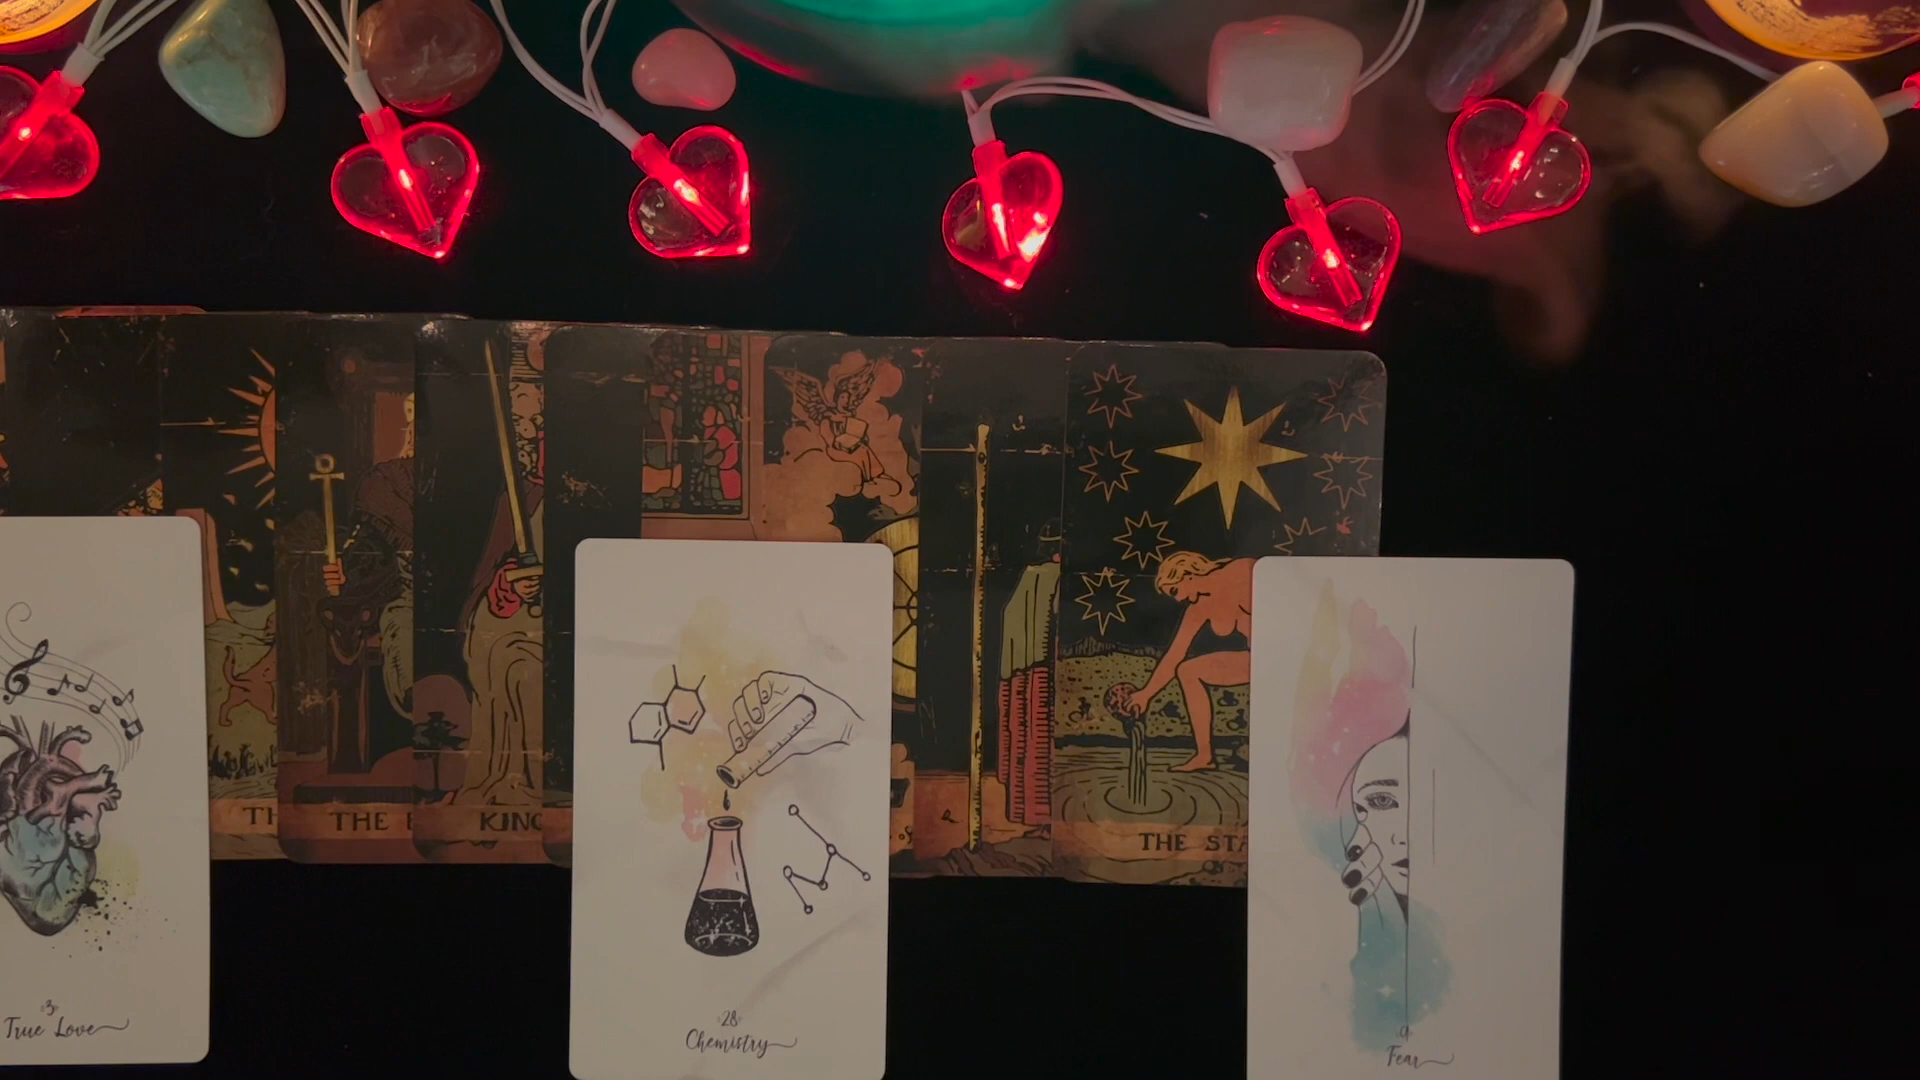 TH
THE E
KING
THE STA
3
True Love
28
Chemistry
9
Fear